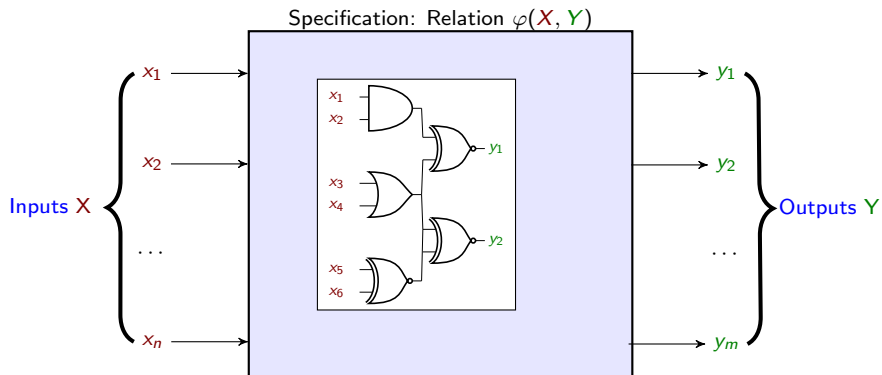 Specification: Relation φ(X, Y)
x₁
x₂
Inputs X
...
xₙ
x₁
x₂
x₃
x₄
x₅
x₆
y₁
y₂
y₁
y₂
Outputs Y
...
yₘ